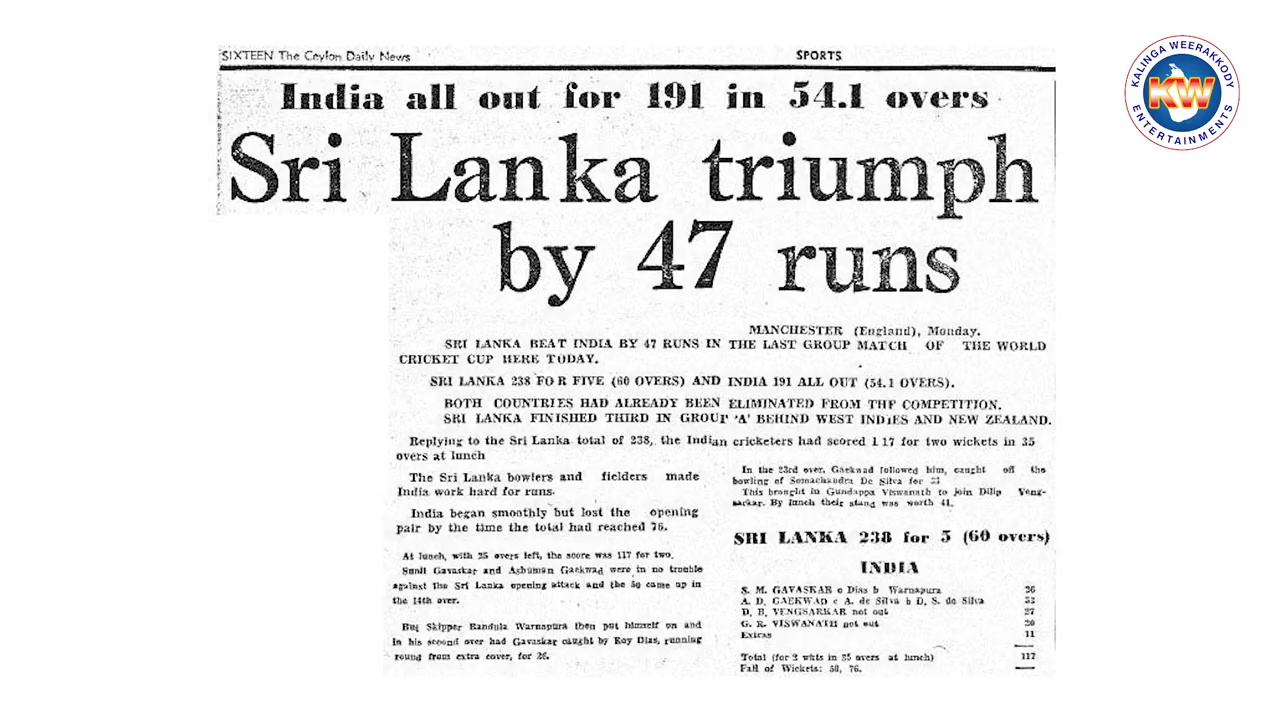 SIXTEEN The Ceylon Daily News
SPORTS
KALINGA WEERAKKODY
KW
ENTERTAINMENTS
India all out for 191 in 54.1 overs
Sri Lanka triumph
by 47 runs
MANCHESTER (England), Monday.
SRI LANKA BEAT INDIA BY 47 RUNS IN THE LAST GROUP MATCH OF THE WORLD
CRICKET CUP HERE TODAY.
SRI LANKA 238 FOR FIVE (60 OVERS) AND INDIA 191 ALL OUT (54.1 OVERS).
BOTH COUNTRIES HAD ALREADY BEEN ELIMINATED FROM THE COMPETITION.
SRI LANKA FINISHED THIRD IN GROUP 'A' BEHIND WEST INDIES AND NEW ZEALAND.
Replying to the Sri Lanka total of 238, the Indian cricketers had scored 117 for two wickets in 35
overs at lunch
The Sri Lanka bowlers and fielders made
India work hard for runs.
India began smoothly but lost the opening
pair by the time the total had reached 76.
At lunch, with 25 overs left, the score was 117 for two.
Sunil Gavaskar and Ashuman Gaekwad were in no trouble
against the Sri Lanka opening attack and the 50 came up in
the 14th over.
But Skipper Bandula Warnapura then put himself on and
in his second over had Gavaskar caught by Roy Dias, running
round from extra cover, for 26.
In the 23rd over, Gaekwad followed him, caught off the
bowling of Somachandra De Silva for 33
This brought in Gundappa Viswanath to join Dilip Veng-
sarkar. By lunch their stand was worth 41.
SRI LANKA 238 for 5 (60 overs)
INDIA
S. M. GAVASKAR c Dias b Warnapura 26
A. D. GAEKWAD c A. de Silva b D. S. de Silva 33
D. B. VENGSARKAR not out 27
G. R. VISWANATH not out 20
Extras 11
Total (for 2 wkts in 35 overs at lunch) 117
Fall of Wickets: 50, 76.